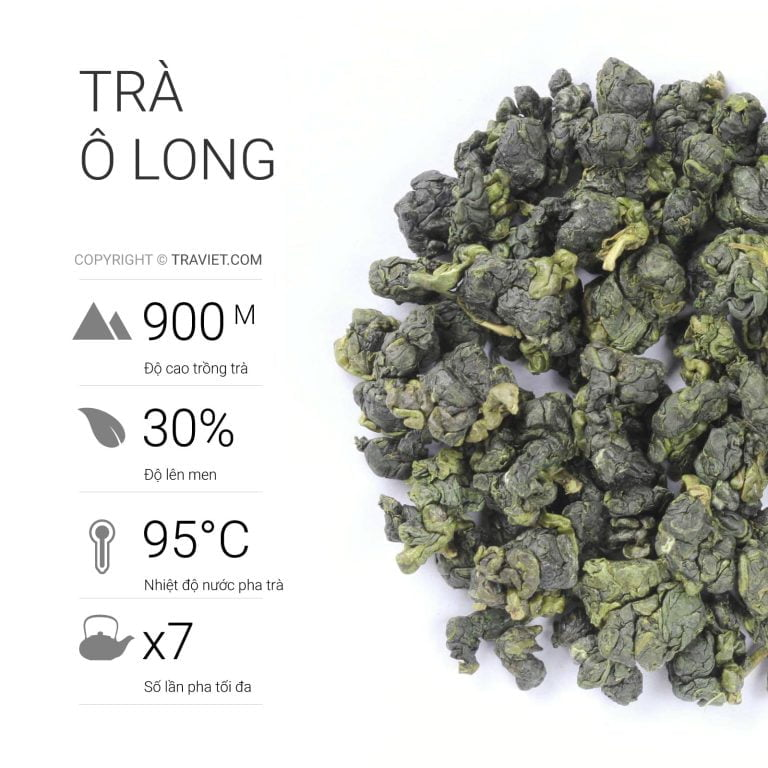 TRÀ
Ô LONG
COPYRIGHT © TRAVIET.COM
900 M
Độ cao trồng trà
30%
Độ lên men
95°C
Nhiệt độ nước pha trà
x7
Số lần pha tối đa